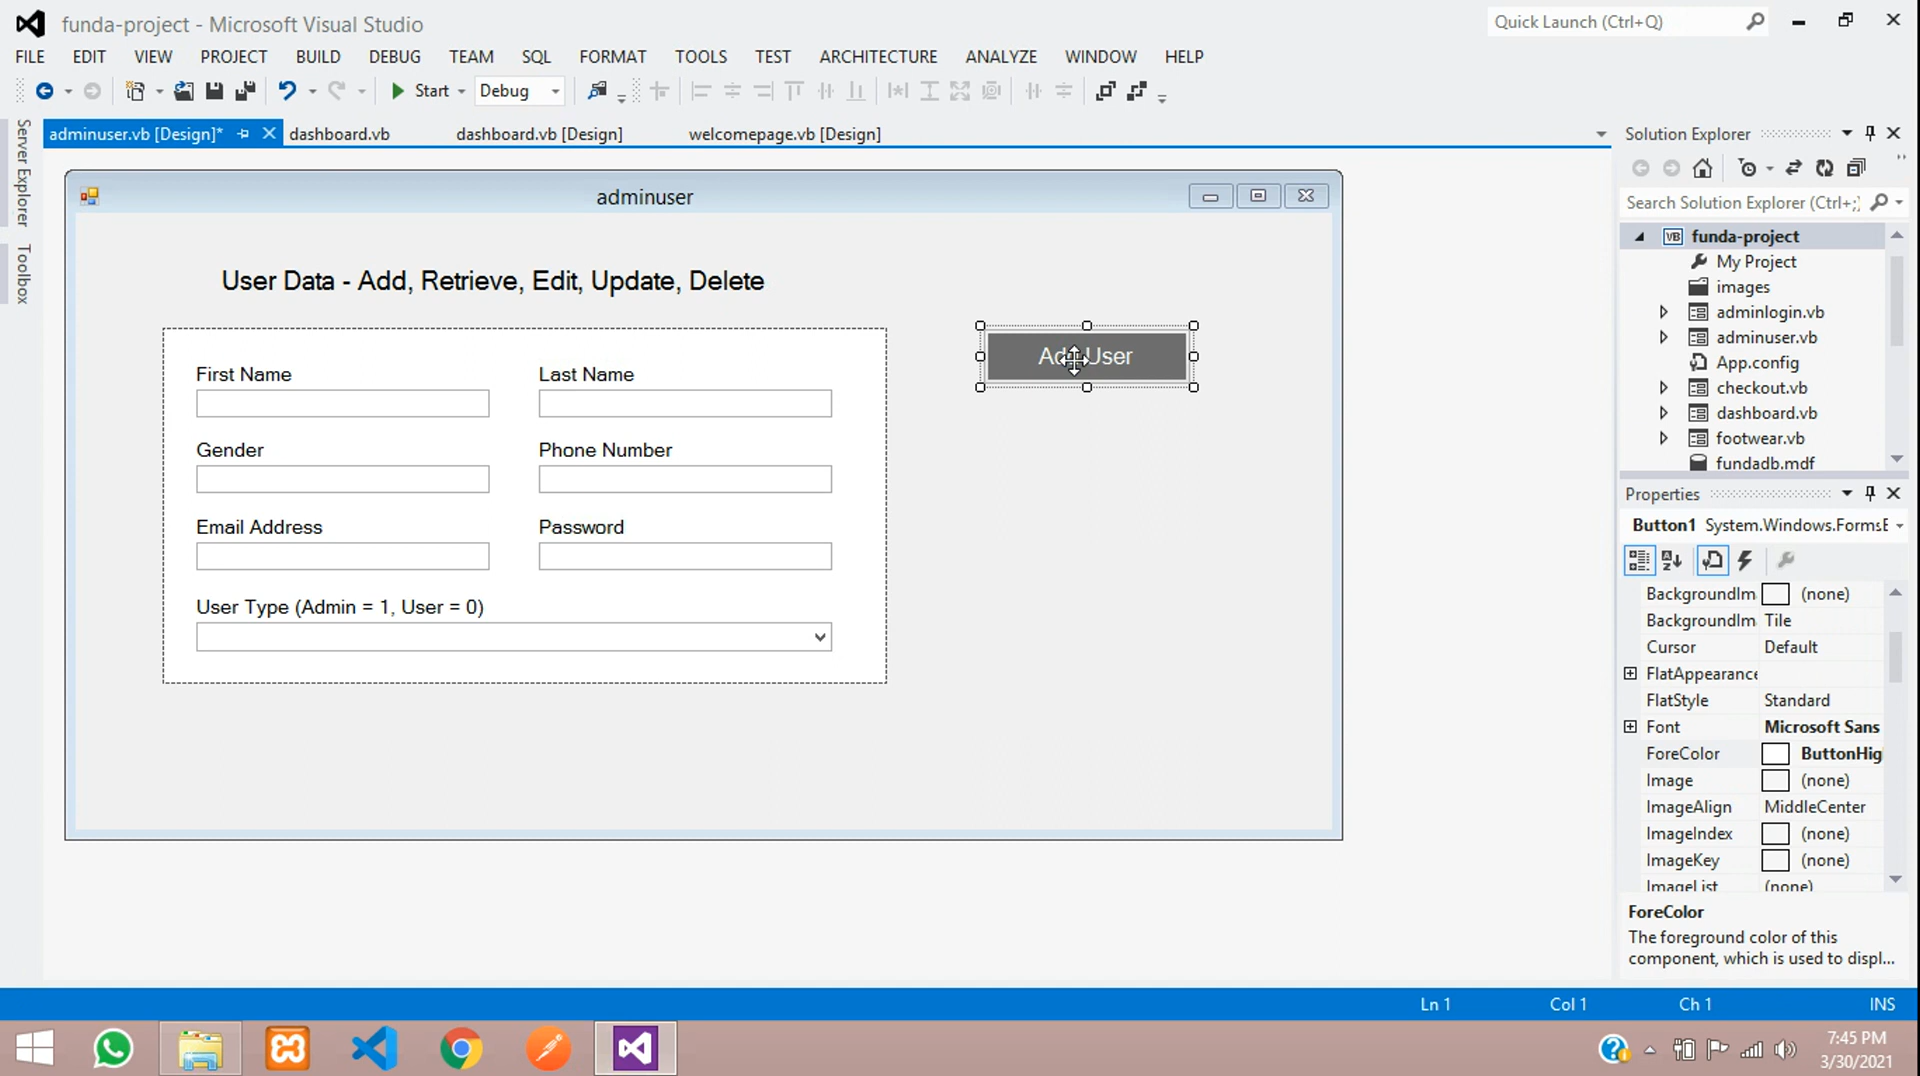 funda-project - Microsoft Visual Studio
Quick Launch (Ctrl+Q)
FILE EDIT VIEW PROJECT BUILD DEBUG TEAM SQL FORMAT TOOLS TEST ARCHITECTURE ANALYZE WINDOW HELP
Start Debug
adminuser.vb [Design]* dashboard.vb dashboard.vb [Design] welcomepage.vb [Design]
Server Explorer
Toolbox
adminuser
User Data - Add, Retrieve, Edit, Update, Delete
First Name Last Name
Gender Phone Number
Email Address Password
User Type (Admin = 1, User = 0)
Add User
Solution Explorer
Search Solution Explorer (Ctrl+;)
VB funda-project
My Project
images
adminlogin.vb
adminuser.vb
App.config
checkout.vb
dashboard.vb
footwear.vb
fundadb.mdf
Properties
Button1 System.Windows.Forms.E
BackgroundIm (none)
BackgroundIm Tile
Cursor Default
FlatAppearance
FlatStyle Standard
Font Microsoft Sans
ForeColor ButtonHig
Image (none)
ImageAlign MiddleCenter
ImageIndex (none)
ImageKey (none)
ImageList (none)
ForeColor
The foreground color of this
component, which is used to displ...
Ln 1 Col 1 Ch 1 INS
7:45 PM
3/30/2021